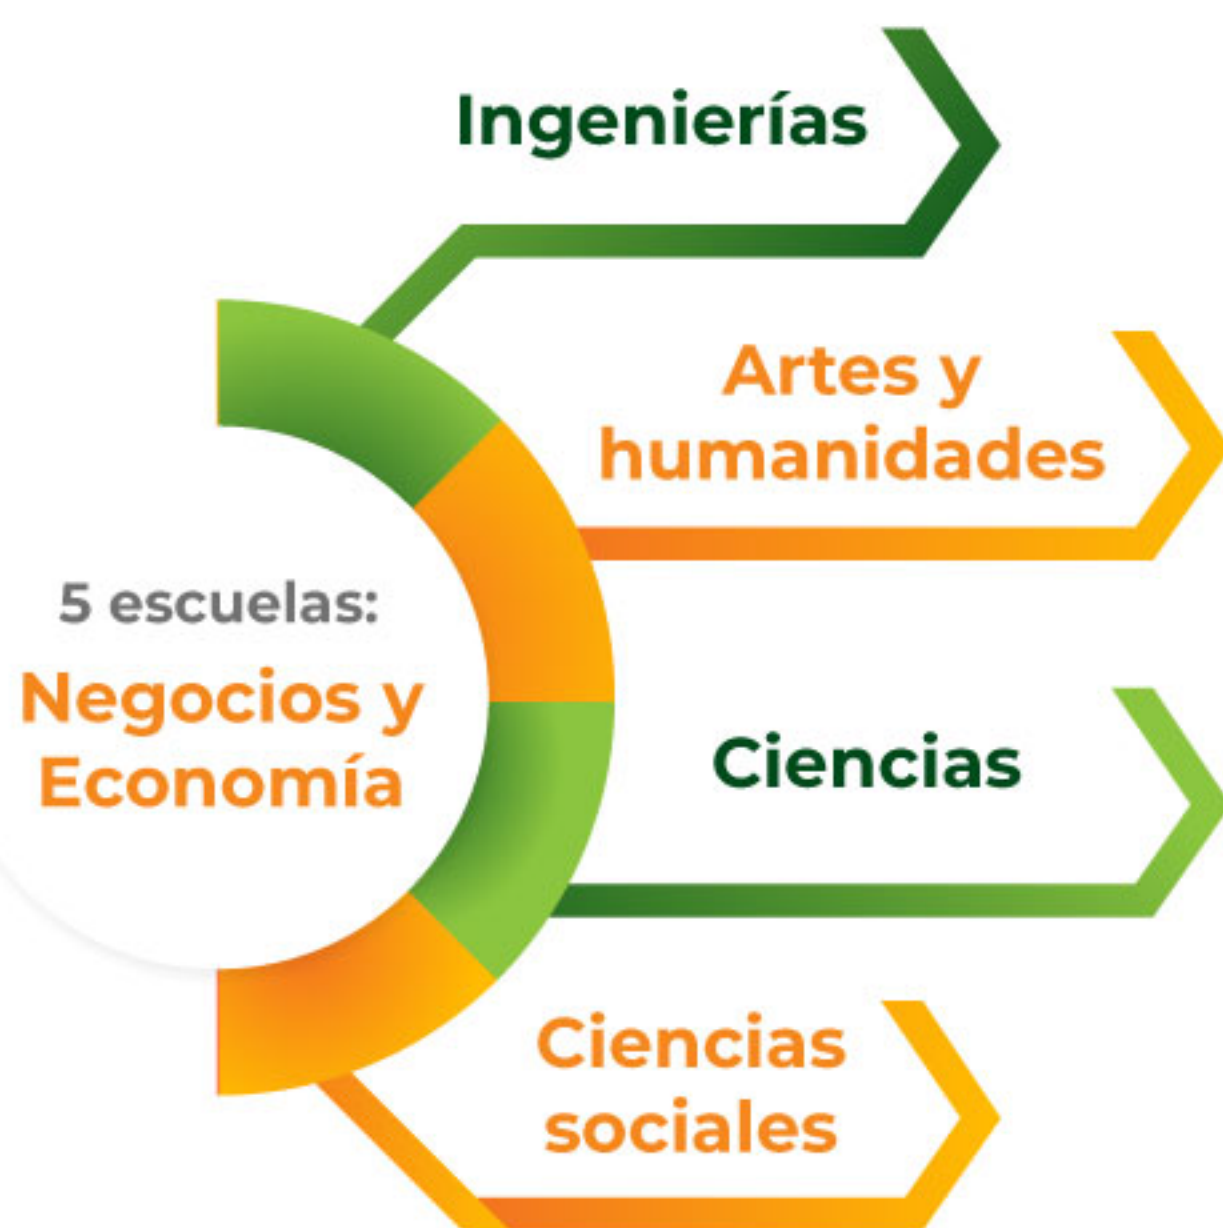 Ingenierías
Artes y
humanidades
5 escuelas:
Negocios y
Economía
Ciencias
Ciencias
sociales